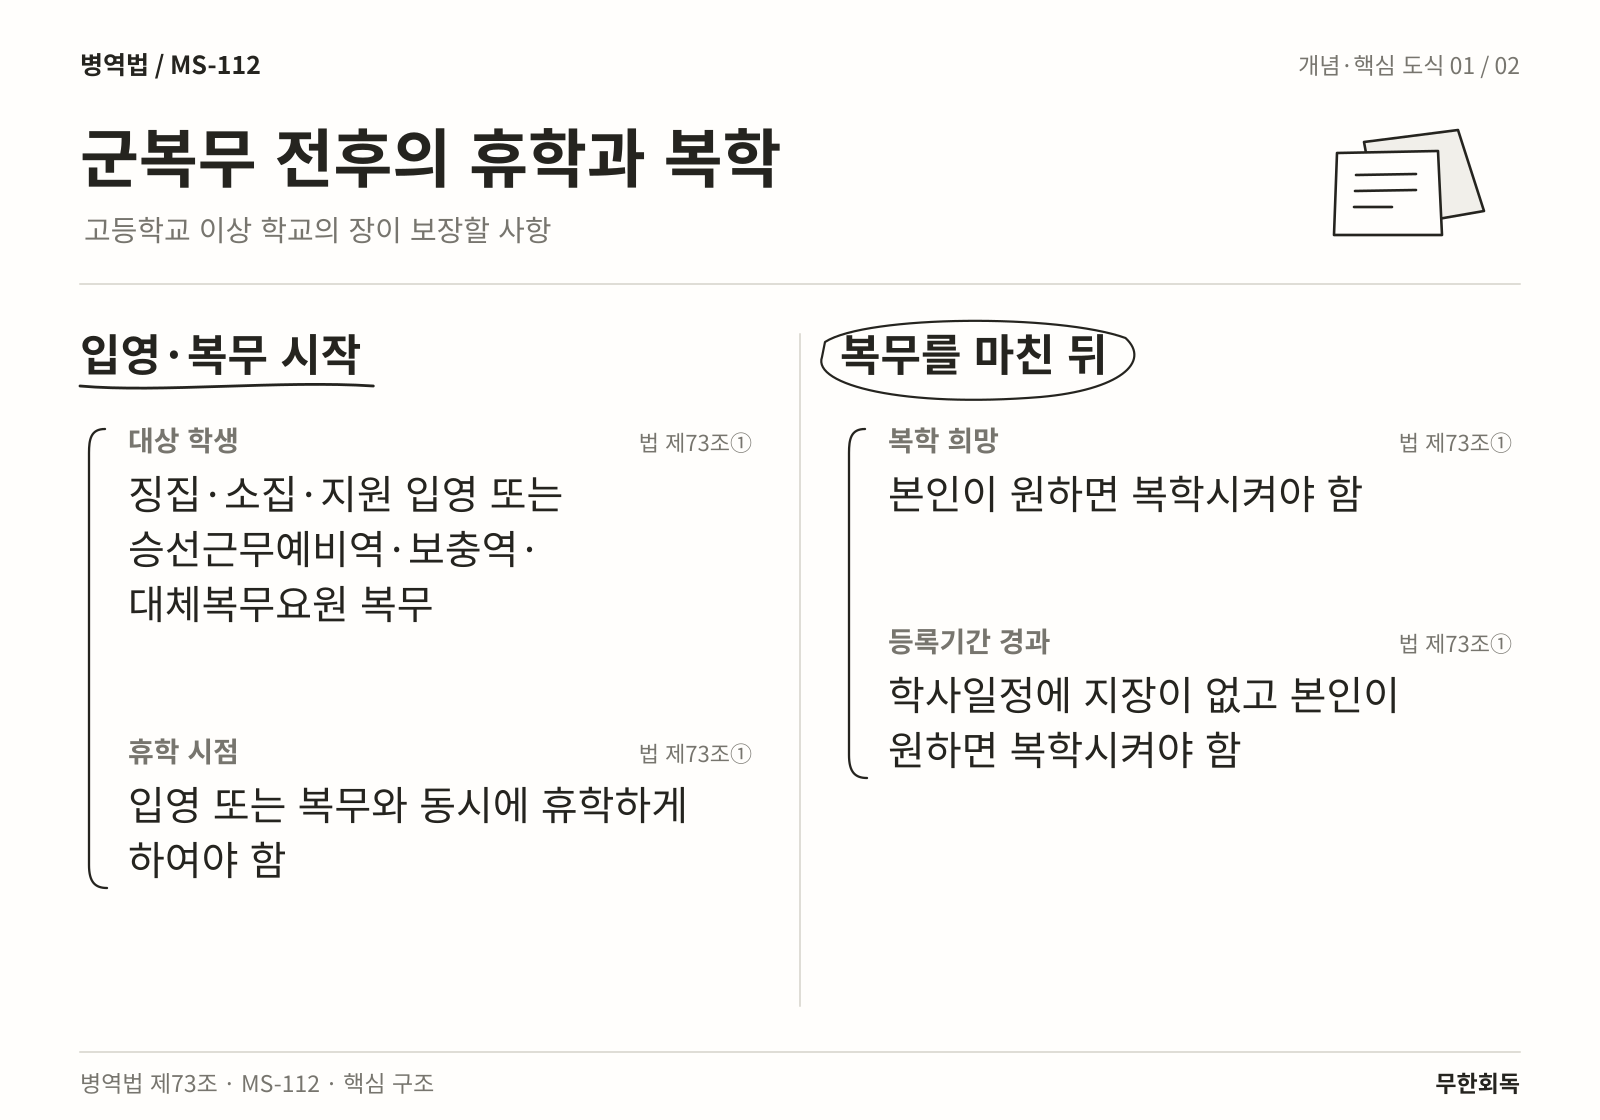 병역법 / MS-112
개념·핵심 도식 01 / 02
군복무 전후의 휴학과 복학
고등학교 이상 학교의 장이 보장할 사항
입영·복무 시작
대상 학생
법 제73조①
징집·소집·지원 입영 또는
승선근무예비역·보충역·
대체복무요원 복무
휴학 시점
법 제73조①
입영 또는 복무와 동시에 휴학하게
하여야 함
복무를 마친 뒤
복학 희망
법 제73조①
본인이 원하면 복학시켜야 함
등록기간 경과
법 제73조①
학사일정에 지장이 없고 본인이
원하면 복학시켜야 함
병역법 제73조 · MS-112 · 핵심 구조
무한회독